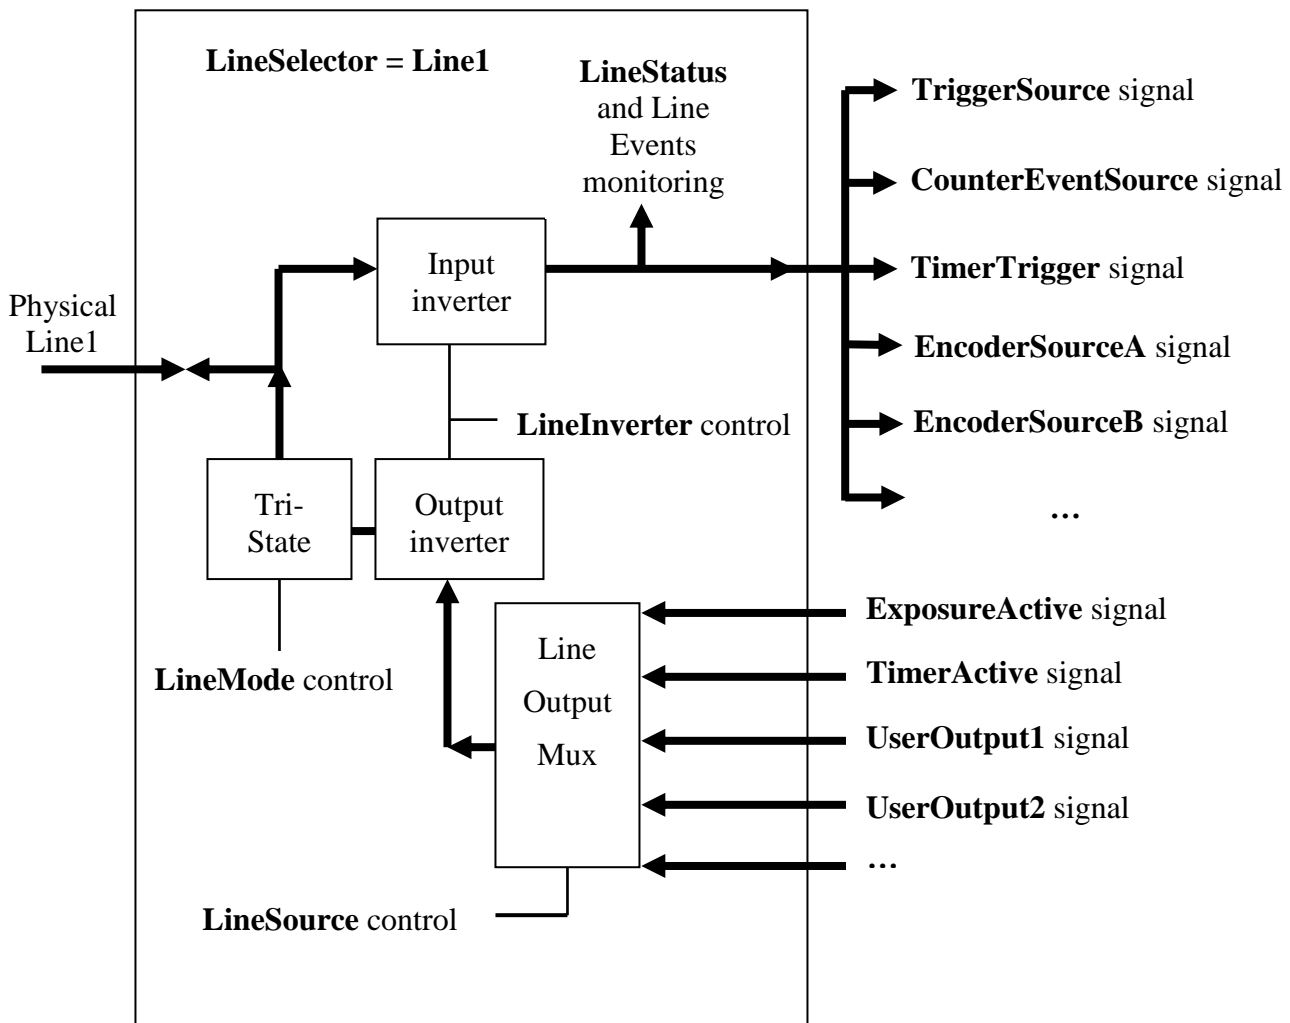 LineSelector = Line1
LineStatus
and Line
Events
monitoring
TriggerSource signal
CounterEventSource signal
TimerTrigger signal
EncoderSourceA signal
EncoderSourceB signal
...
Physical
Line1
Input
inverter
LineInverter control
Tri-
State
Output
inverter
LineMode control
Line
Output
Mux
LineSource control
ExposureActive signal
TimerActive signal
UserOutput1 signal
UserOutput2 signal
...